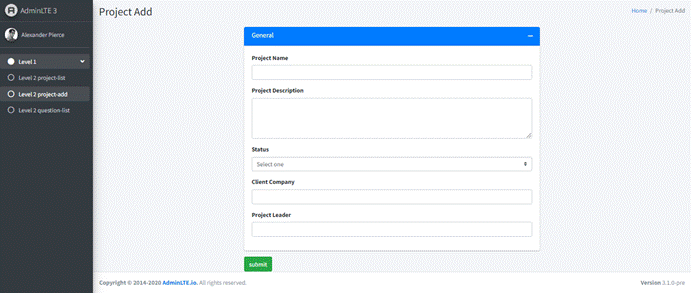 AdminLTE 3
Project Add
Home / Project Add
Alexander Pierce
Level 1
Level 2 project-list
Level 2 project-add
Level 2 question-list
General
Project Name
Project Description
Status
Select one
Client Company
Project Leader
submit
Copyright © 2014-2020 AdminLTE.io. All rights reserved.
Version 3.1.0-pre